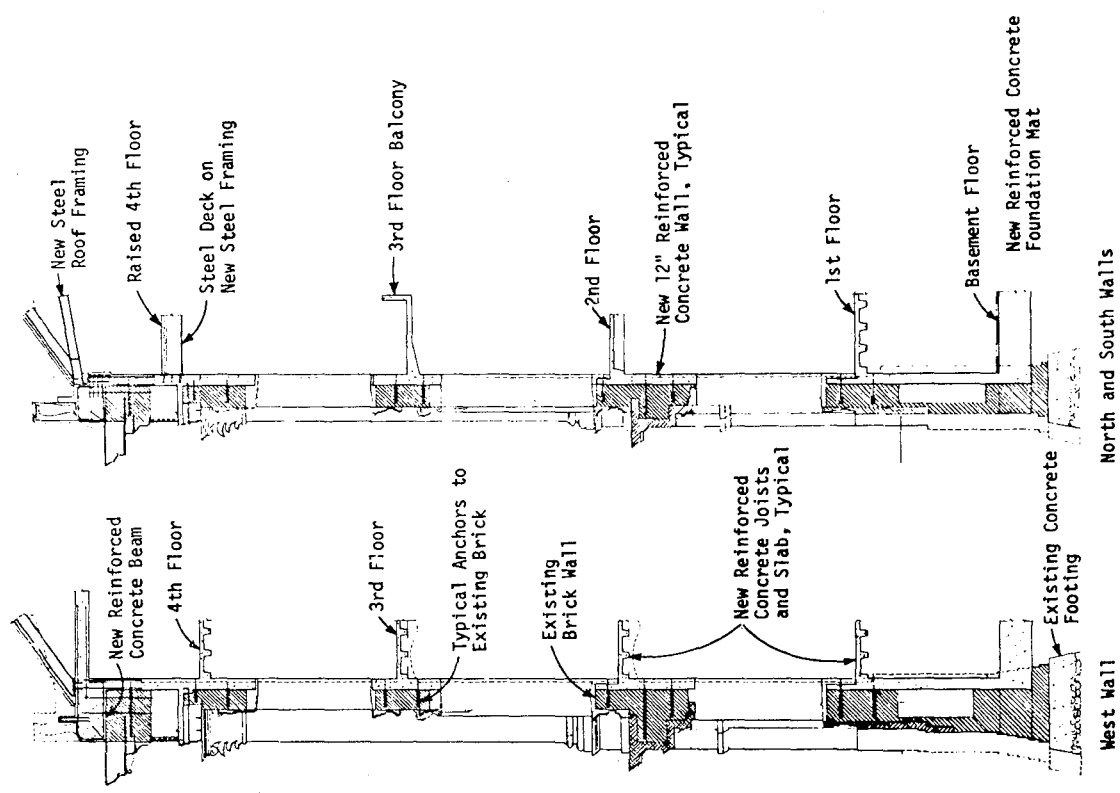 New Reinforced
Concrete Beam
4th Floor
3rd Floor
Typical Anchors to
Existing Brick
Existing
Brick Wall
New Reinforced
Concrete Joists
and Slab, Typical
Existing Concrete
Footing
West Wall
New Steel
Roof Framing
Raised 4th Floor
Steel Deck on
New Steel Framing
3rd Floor Balcony
2nd Floor
New 12" Reinforced
Concrete Wall, Typical
1st Floor
Basement Floor
New Reinforced Concrete
Foundation Mat
North and South Walls